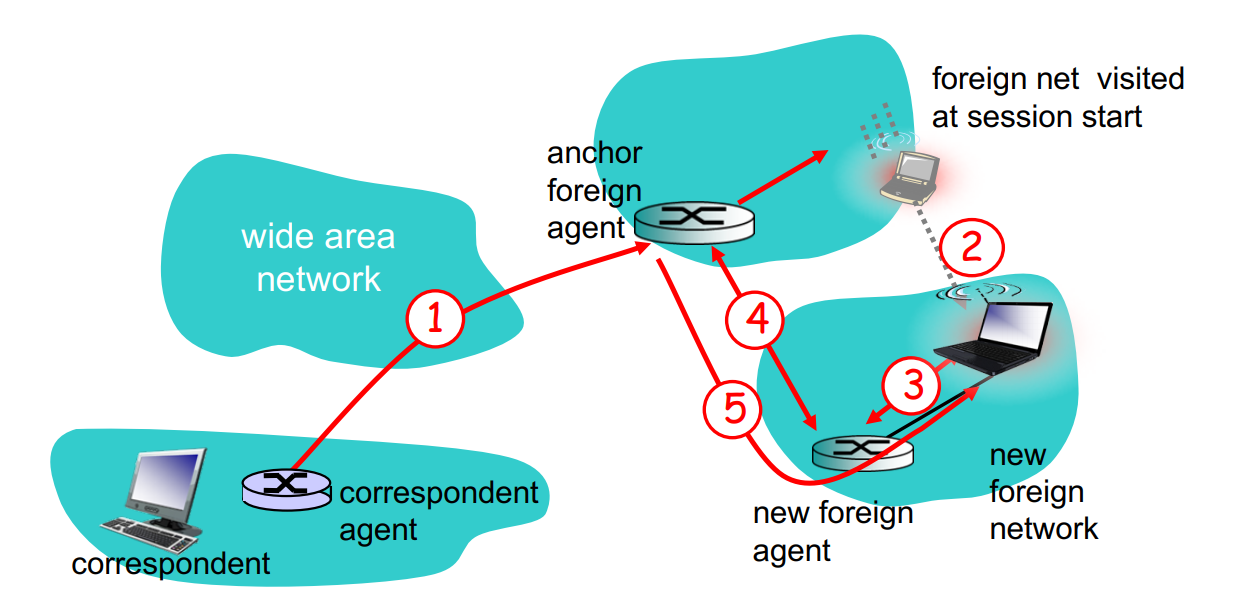 foreign net visited
at session start
anchor
foreign
agent
wide area
network
2
1
4
3
5
correspondent
agent
correspondent
new foreign
agent
new
foreign
network